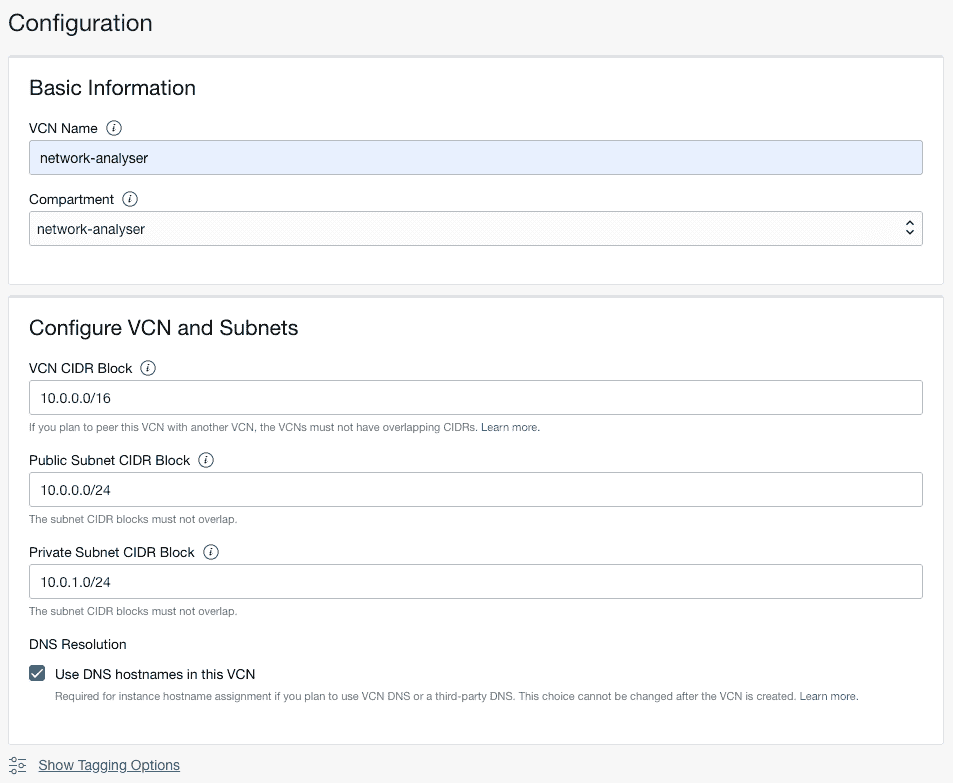 Configuration
Basic Information
VCN Name
network-analyser
Compartment
network-analyser
Configure VCN and Subnets
VCN CIDR Block
10.0.0.0/16
If you plan to peer this VCN with another VCN, the VCNs must not have overlapping CIDRs. Learn more.
Public Subnet CIDR Block
10.0.0.0/24
The subnet CIDR blocks must not overlap.
Private Subnet CIDR Block
10.0.1.0/24
The subnet CIDR blocks must not overlap.
DNS Resolution
Use DNS hostnames in this VCN
Required for instance hostname assignment if you plan to use VCN DNS or a third-party DNS. This choice cannot be changed after the VCN is created. Learn more.
Show Tagging Options